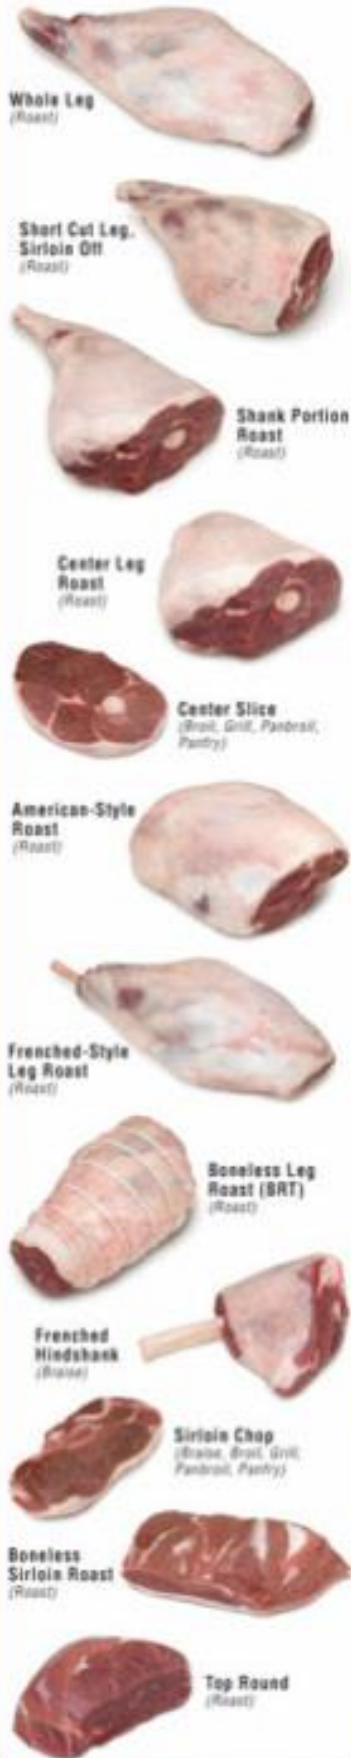 Whole Leg
(Roast)
Short Cut Leg,
Sirloin Off
(Roast)
Shank Portion
Roast
(Roast)
Center Leg
Roast
(Roast)
Center Slice
(Broil, Grill, Panbroil,
Panfry)
American-Style
Roast
(Roast)
Frenched-Style
Leg Roast
(Roast)
Boneless Leg
Roast (BRT)
(Roast)
Frenched
Hindshank
(Braise)
Sirloin Chop
(Braise, Broil, Grill,
Panbroil, Panfry)
Boneless
Sirloin Roast
(Roast)
Top Round
(Roast)